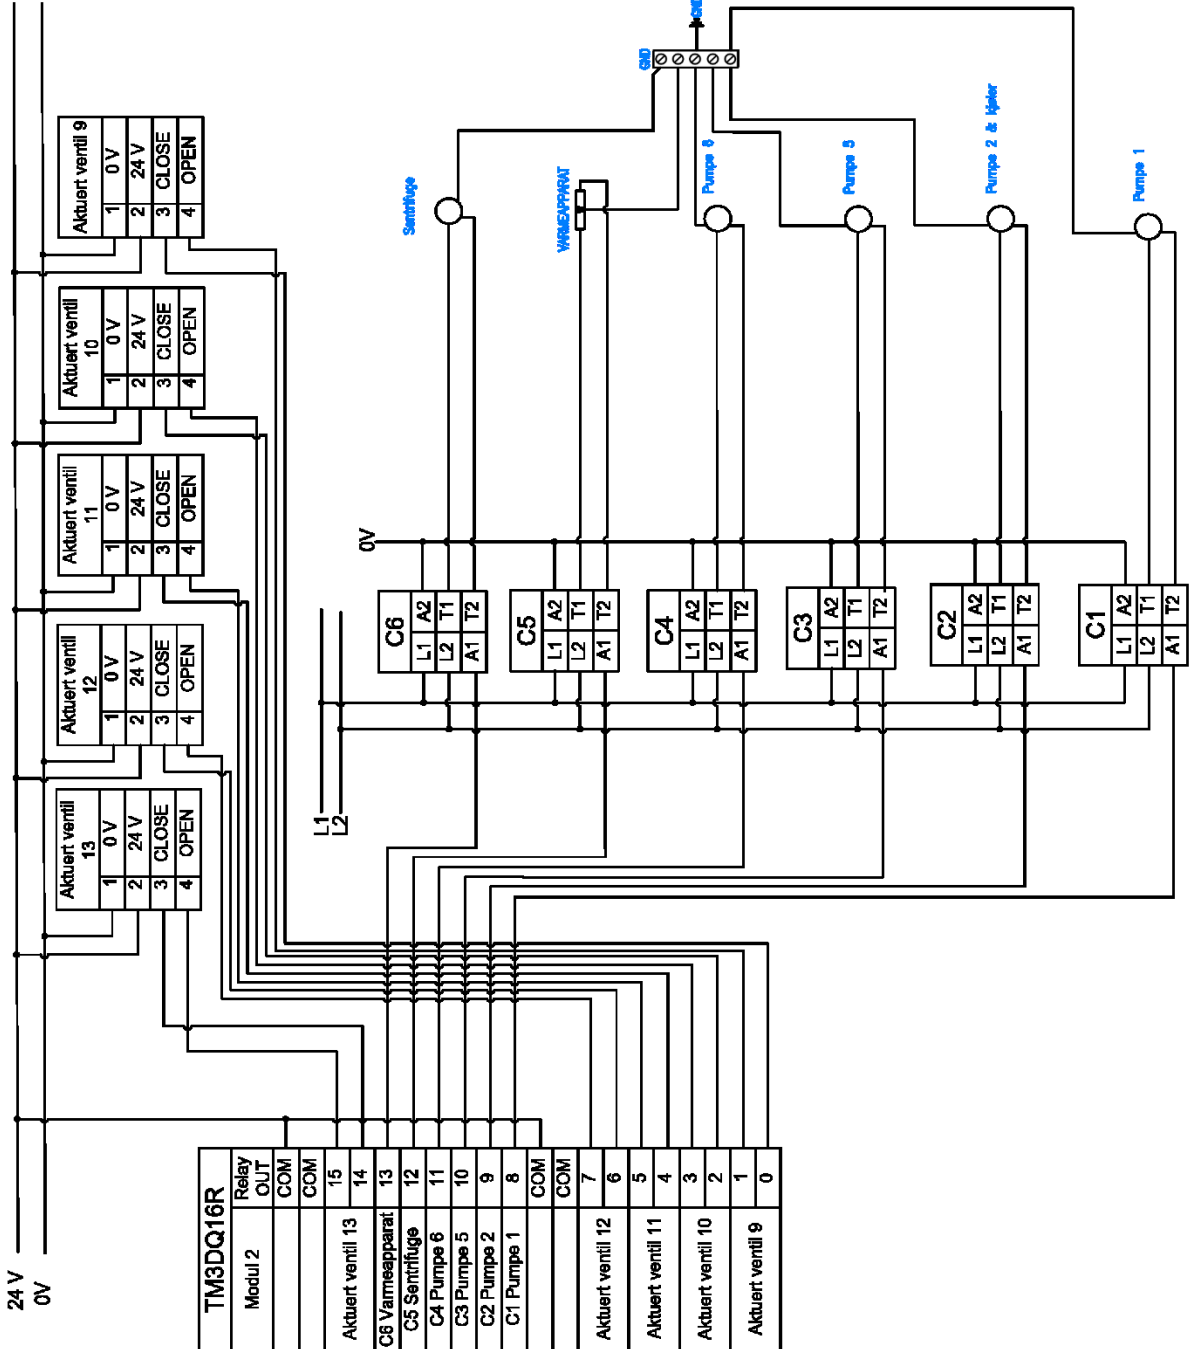 24 V
0V
Aktuert ventil 9
1 0 V
2 24 V
3 CLOSE
4 OPEN
Aktuert ventil
10
1 0 V
2 24 V
3 CLOSE
4 OPEN
Aktuert ventil
11
1 0 V
2 24 V
3 CLOSE
4 OPEN
Aktuert ventil
12
1 0 V
2 24 V
3 CLOSE
4 OPEN
Aktuert ventil
13
1 0 V
2 24 V
3 CLOSE
4 OPEN
GND
GND
Sentrifuge
VARMEAPPARAT
Pumpe 6
Pumpe 5
Pumpe 2 & kjøler
Pumpe 1
0V
L1
L2
C6
L1 A2
L2 T1
A1 T2
C5
L1 A2
L2 T1
A1 T2
C4
L1 A2
L2 T1
A1 T2
C3
L1 A2
L2 T1
A1 T2
C2
L1 A2
L2 T1
A1 T2
C1
L1 A2
L2 T1
A1 T2
TM3DQ16R
Modul 2 Relay
OUT
COM
COM
Aktuert ventil 13 15
14
C6 Varmeapparat 13
C5 Sentrifuge 12
C4 Pumpe 6 11
C3 Pumpe 5 10
C2 Pumpe 2 9
C1 Pumpe 1 8
COM
COM
Aktuert ventil 12 7
6
Aktuert ventil 11 5
4
Aktuert ventil 10 3
2
Aktuert ventil 9 1
0